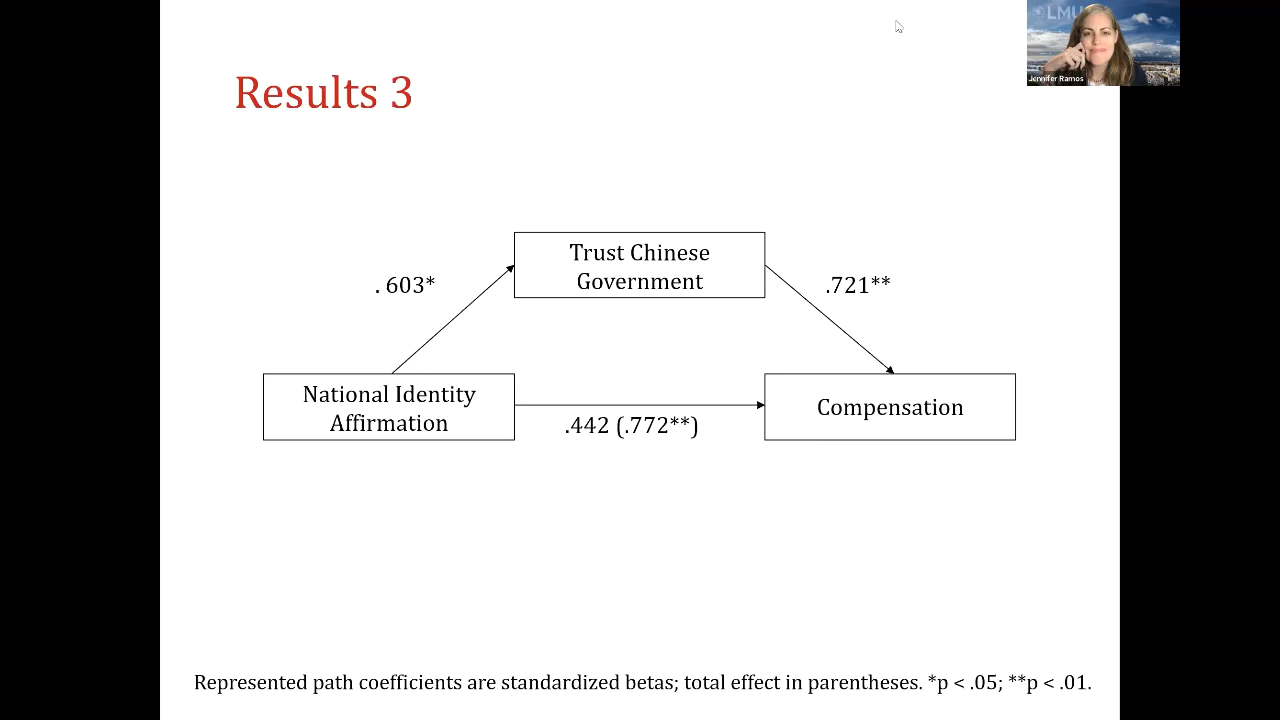 LMU
Jennifer Ramos
Results 3
Trust Chinese
Government
. 603*
.721**
National Identity
Affirmation
.442 (.772**)
Compensation
Represented path coefficients are standardized betas; total effect in parentheses. *p < .05; **p < .01.